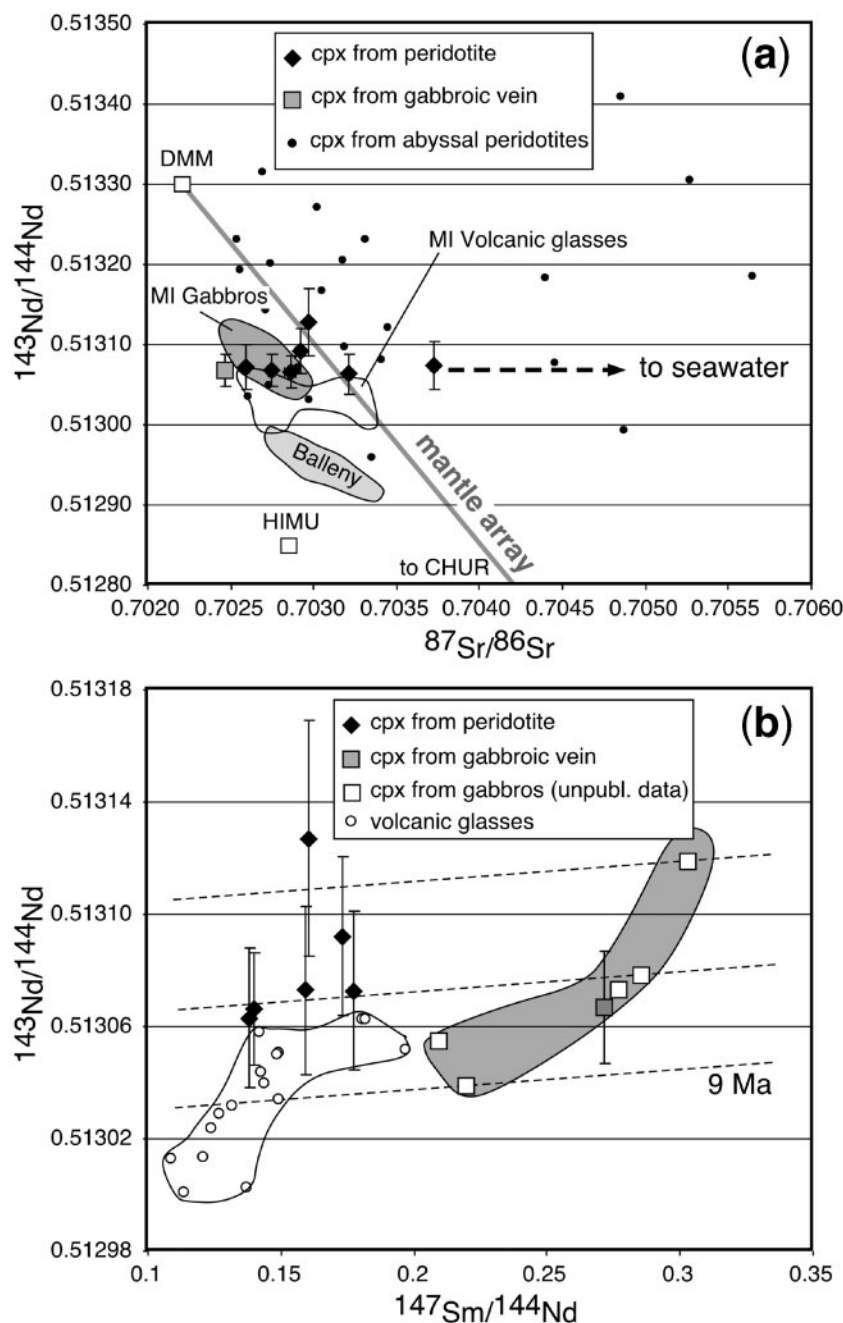 (a)
cpx from peridotite
cpx from gabbroic vein
cpx from abyssal peridotites
0.51350
0.51340
0.51330
0.51320
0.51310
0.51300
0.51290
0.51280
143Nd/144Nd
DMM
MI Volcanic glasses
MI Gabbros
to seawater
Balleny
HIMU
mantle array
to CHUR
0.7020
0.7025
0.7030
0.7035
0.7040
0.7045
0.7050
0.7055
0.7060
87Sr/86Sr
(b)
cpx from peridotite
cpx from gabbroic vein
cpx from gabbros (unpubl. data)
volcanic glasses
0.51318
0.51314
0.51310
0.51306
0.51302
0.51298
143Nd/144Nd
9 Ma
0.1
0.15
0.2
0.25
0.3
0.35
147Sm/144Nd